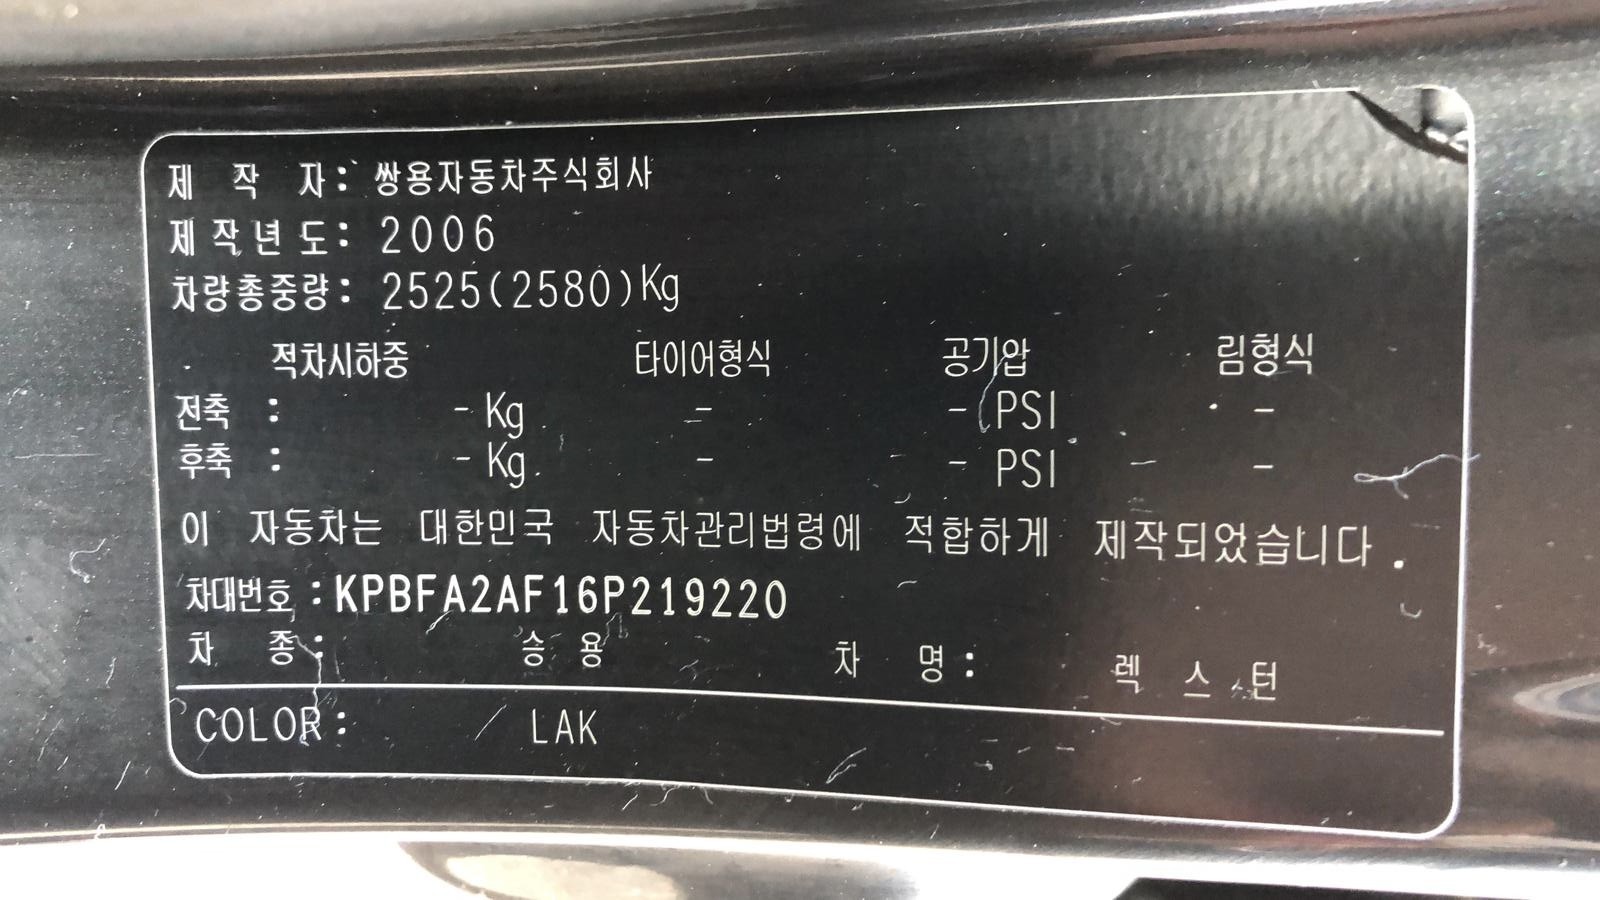 제 작 자: 쌍용자동차주식회사
제작년도: 2006
차량총중량: 2525(2580)Kg
적차시하중 타이어형식 공기압 림형식
전축 : - Kg - - PSI -
후축 : - Kg - - PSI -
이 자동차는 대한민국 자동차관리법령에 적합하게 제작되었습니다.
차대번호:KPBFA2AF16P219220
차 종: 승 용 차 명: 렉 스 턴
COLOR: LAK